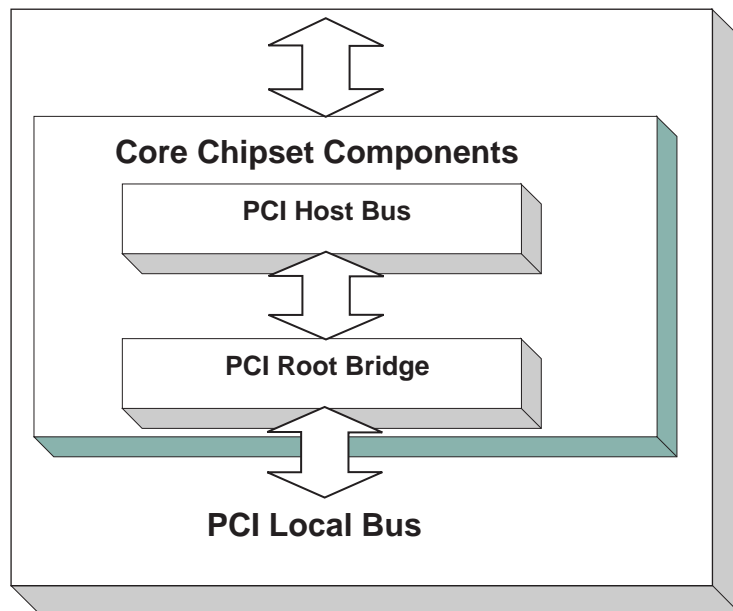 Core Chipset Components
PCI Host Bus
PCI Root Bridge
PCI Local Bus